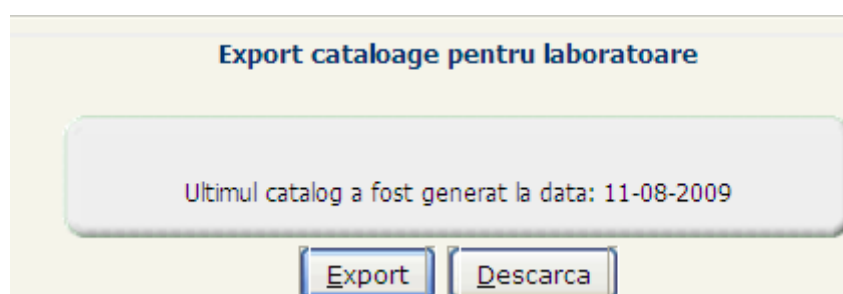 Export cataloage pentru laboratoare
Ultimul catalog a fost generat la data: 11-08-2009
Export Descarca